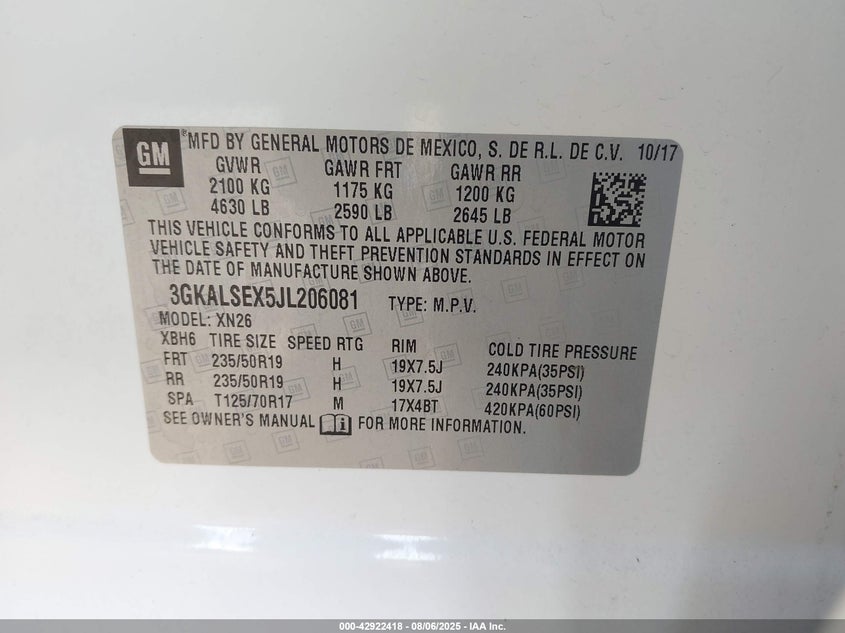 GM ® MFD BY GENERAL MOTORS DE MEXICO, S. DE R.L. DE C.V. 10/17
GVWR GAWR FRT GAWR RR
2100 KG 1175 KG 1200 KG
4630 LB 2590 LB 2645 LB
THIS VEHICLE CONFORMS TO ALL APPLICABLE U.S. FEDERAL MOTOR
VEHICLE SAFETY AND THEFT PREVENTION STANDARDS IN EFFECT ON
THE DATE OF MANUFACTURE SHOWN ABOVE.
3GKALSEX5JL206081 TYPE: M.P.V.
MODEL: XN26
XBH6 TIRE SIZE SPEED RTG RIM COLD TIRE PRESSURE
FRT 235/50R19 H 19X7.5J 240KPA(35PSI)
RR 235/50R19 H 19X7.5J 240KPA(35PSI)
SPA T125/70R17 M 17X4BT 420KPA(60PSI)
SEE OWNER'S MANUAL FOR MORE INFORMATION.
000-42922418 - 08/06/2025 - IAA Inc.